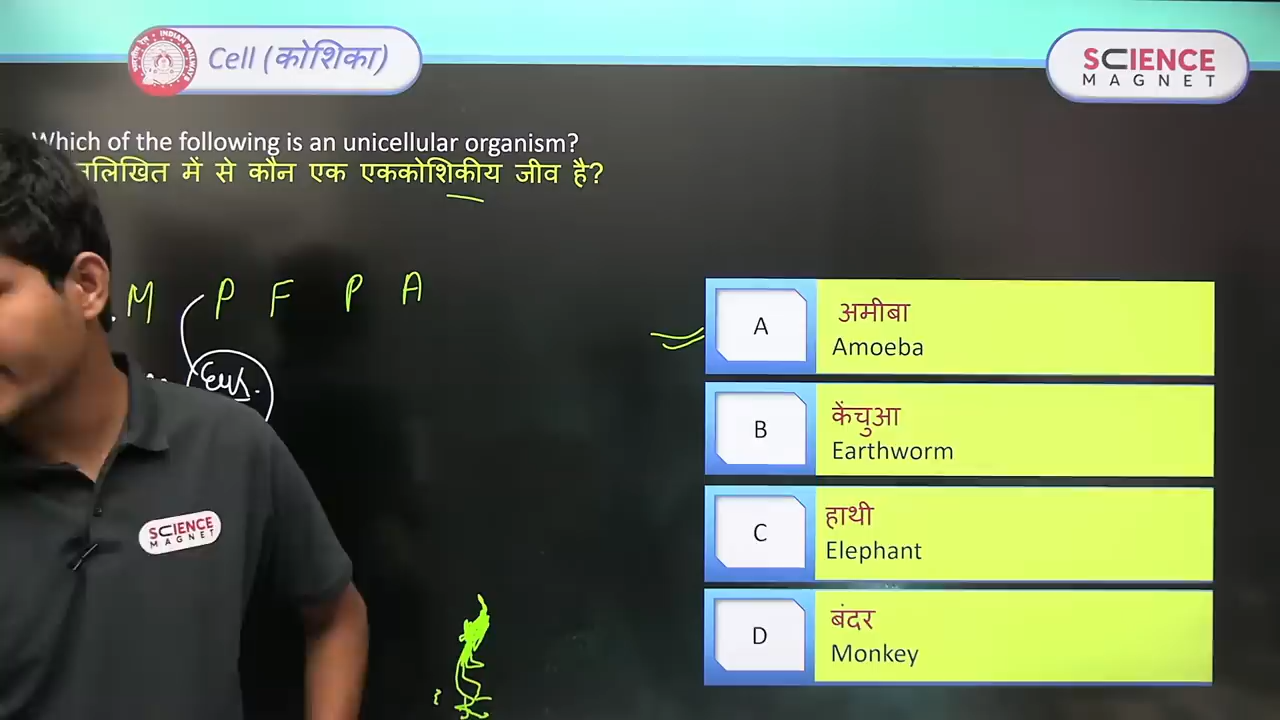 Cell (कोशिका)
SCIENCE
MAGNET
Which of the following is an unicellular organism?
में से कौन एक एककोशिकीय जीव है?
M P F P A
A
अमीबा
Amoeba
B
केंचुआ
Earthworm
C
हाथी
Elephant
D
बंदर
Monkey
SCIENCE
MAGNET